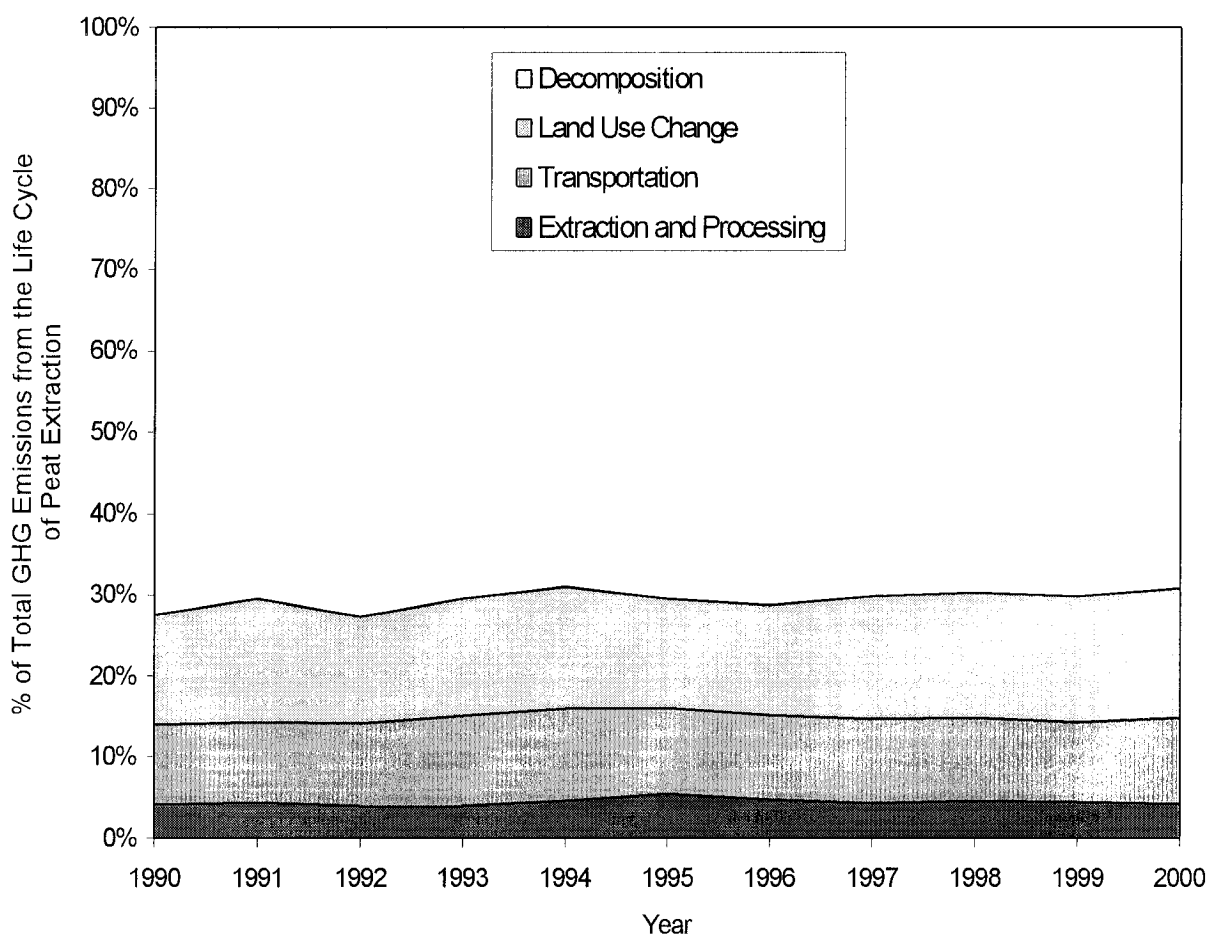 % of Total GHG Emissions from the Life Cycle
of Peat Extraction
100%
90%
80%
70%
60%
50%
40%
30%
20%
10%
0%
Decomposition
Land Use Change
Transportation
Extraction and Processing
1990 1991 1992 1993 1994 1995 1996 1997 1998 1999 2000
Year